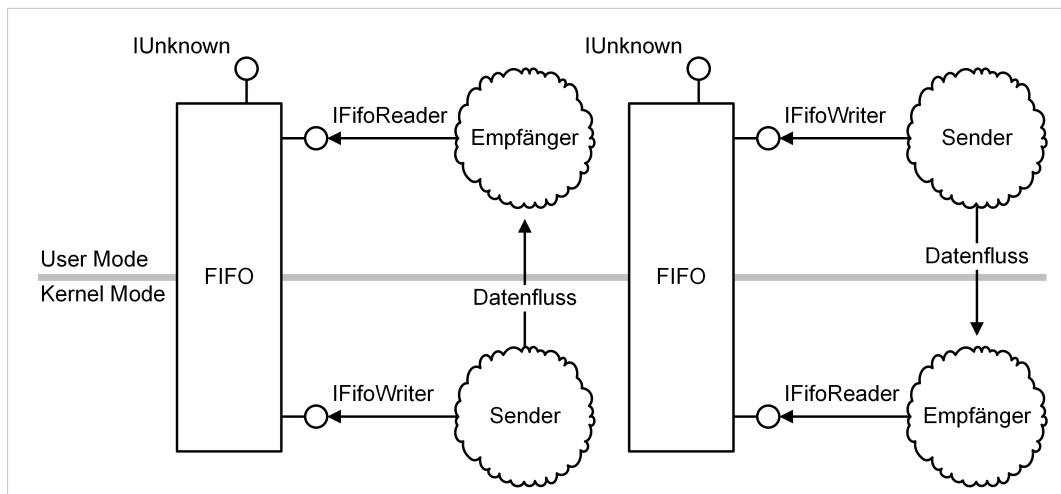 IUnknown
IFifoReader
Empfänger
User Mode
Kernel Mode
FIFO
Datenfluss
IFifoWriter
Sender
IUnknown
IFifoWriter
Sender
FIFO
Datenfluss
IFifoReader
Empfänger